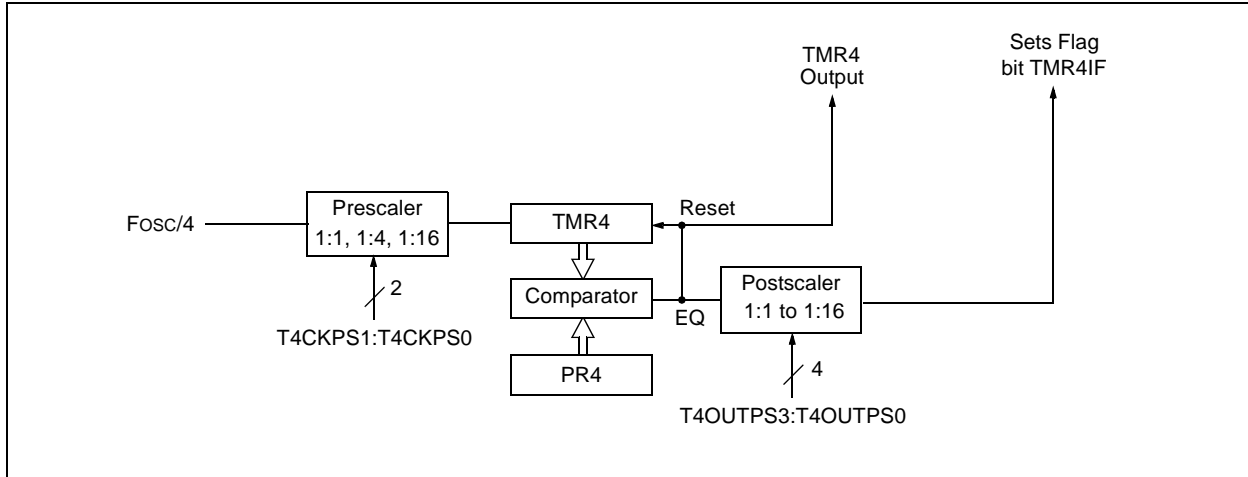 Sets Flag
bit TMR4IF
TMR4
Output
FOSC/4
Prescaler
1:1, 1:4, 1:16
2
T4CKPS1:T4CKPS0
TMR4
Reset
Comparator
EQ
PR4
Postscaler
1:1 to 1:16
4
T4OUTPS3:T4OUTPS0